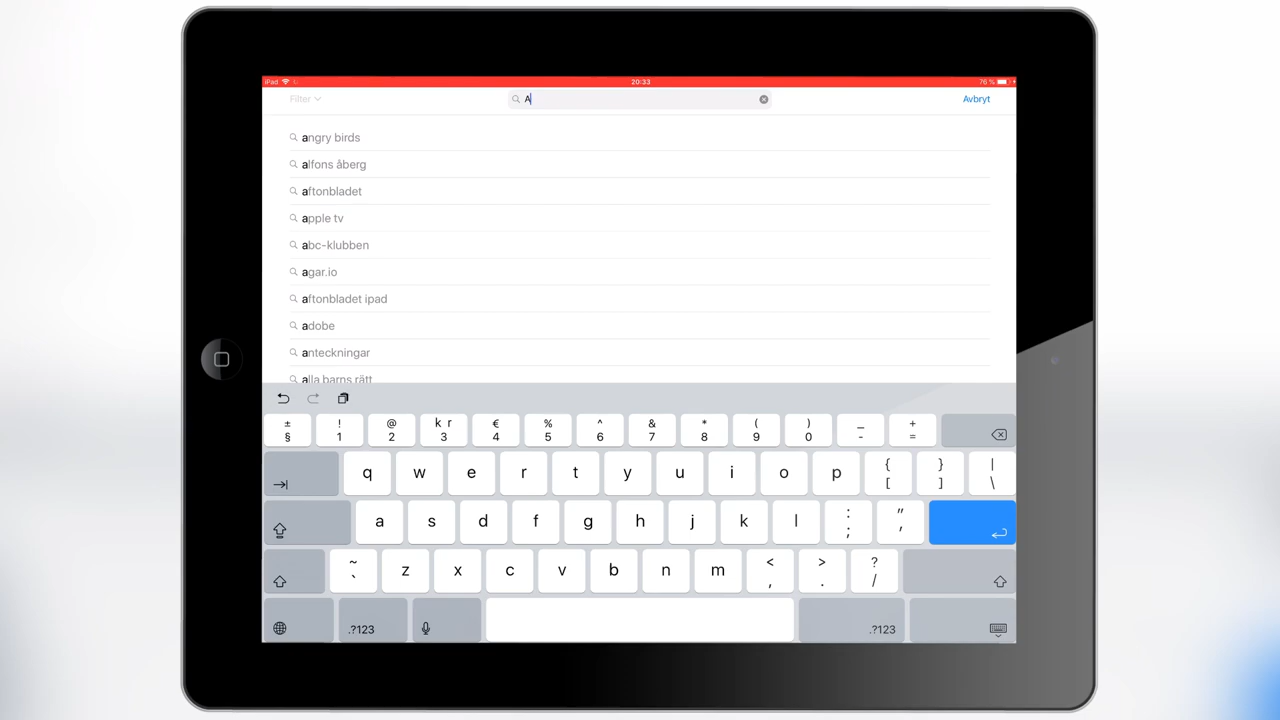 iPad 20:33 76 %
Filter A Avbryt
angry birds
alfons åberg
aftonbladet
apple tv
abc-klubben
agar.io
aftonbladet ipad
adobe
anteckningar
alla barns rätt
± ! @ kr € % ^ & * ( ) _ +
§ 1 2 3 4 5 6 7 8 9 0 - =
q w e r t y u i o p { } |
[ ] \
a s d f g h j k l : "
; '
~ z x c v b n m < > ?
` , . /
.?123 .?123